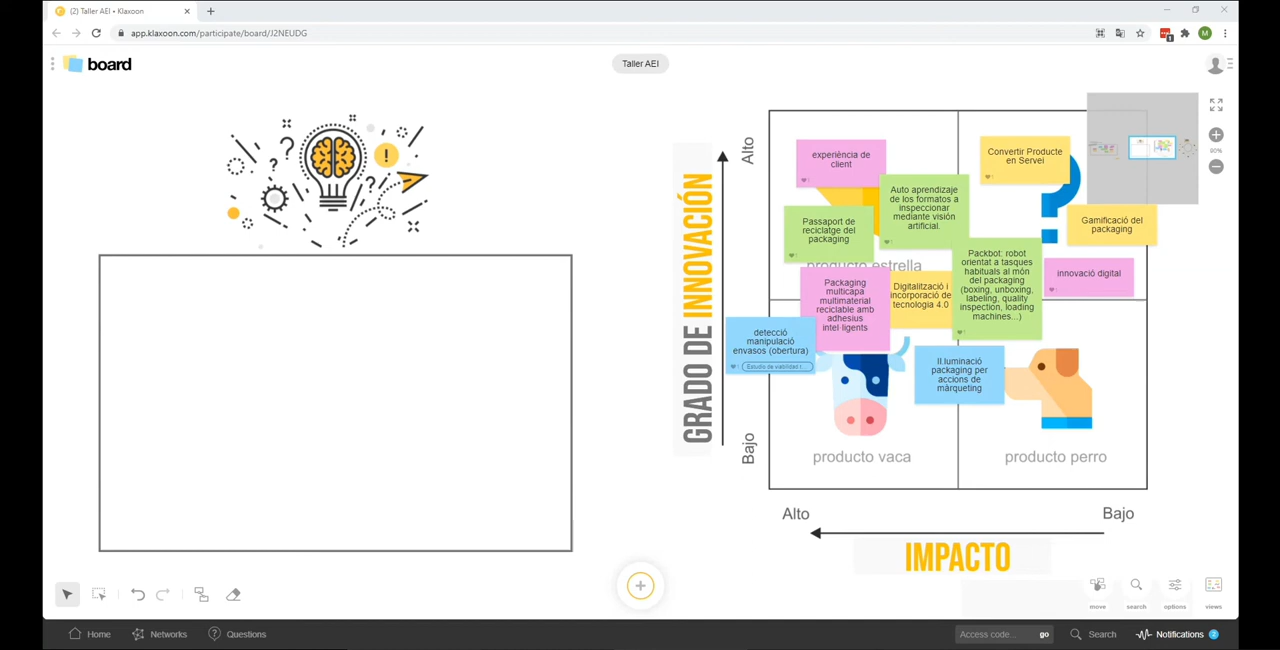 (2) Taller AEI • Klaxoon
app.klaxoon.com/participate/board/J2NEUDG
M
board
Taller AEI
90%
GRADO DE INNOVACIÓN
Alto
Bajo
experiència de
client
Auto aprendizaje
de los formatos a
inspeccionar
mediante visión
artificial.
Passaport de
reciclatge del
packaging
producto estrella
Packaging
multicapa
multimaterial
reciclable amb
adhesius
intel·ligents
Digitalització i
incorporació de
tecnologia 4.0
detecció
manipulació
envasos (obertura)
Estudio de viabilidad t...
Convertir Producte
en Servei
Gamificació del
packaging
Packbot: robot
orientat a tasques
habituals al món
del packaging
(boxing, unboxing,
labeling, quality
inspection, loading
machines...)
innovació digital
Il.luminació
packaging per
accions de
màrqueting
producto vaca
producto perro
Alto
Bajo
IMPACTO
move
search
options
views
Home
Networks
Questions
Access code...
go
Search
Notifications
2